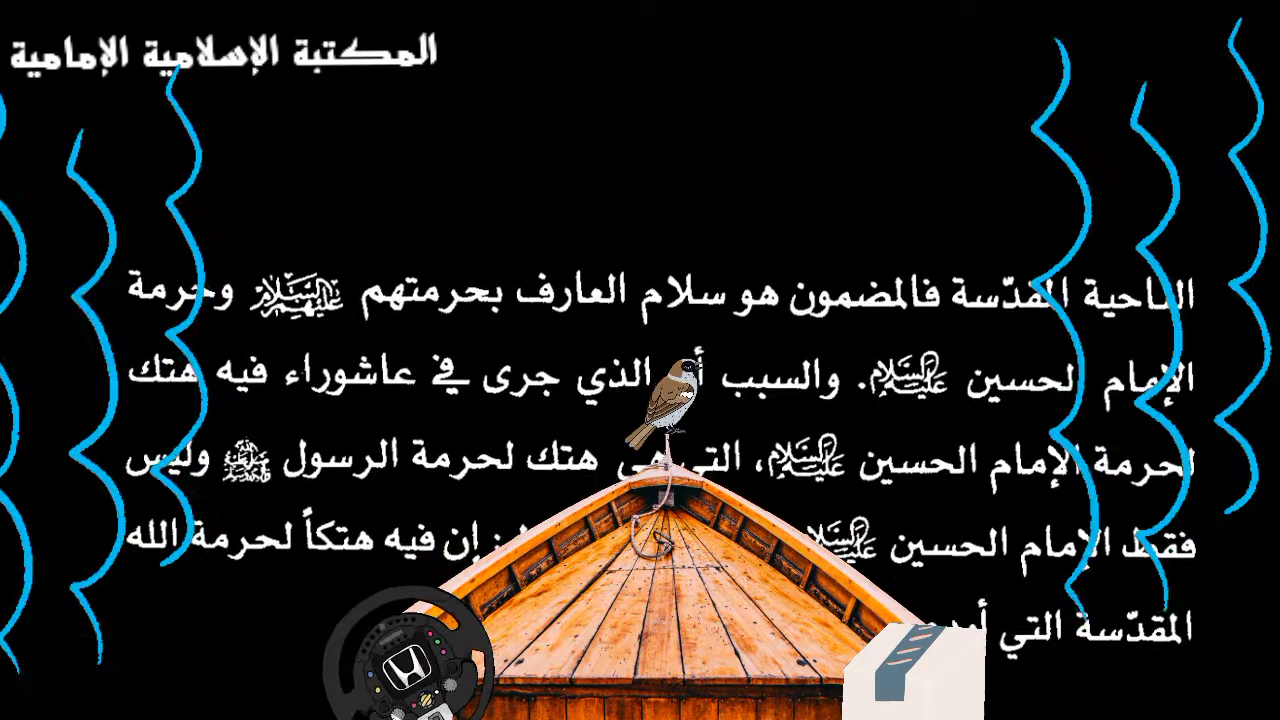 المكتبة الإسلامية الإمامية
الناحية المقدّسة فالمضمون هو سلام العارف بحرمتهم عليهم السلام وحرمة
الإمام الحسين عليه السلام. والسبب الذي جرى في عاشوراء فيه هتك
لحرمة الإمام الحسين عليه السلام، التي هي هتك لحرمة الرسول صلى الله عليه وآله وليس
فقط الإمام الحسين عليه السلام إن فيه هتكاً لحرمة الله
المقدّسة التي